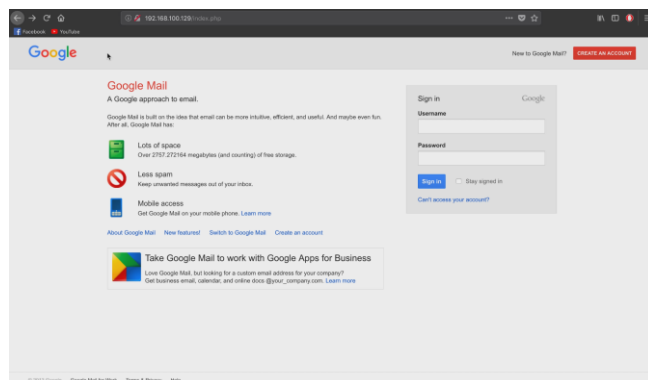 192.168.100.129/index.php
Facebook YouTube
Google
New to Google Mail? CREATE AN ACCOUNT
Google Mail
A Google approach to email.
Google Mail is built on the idea that email can be more intuitive, efficient, and useful. And maybe even fun.
After all, Google Mail has:
Lots of space
Over 2757.272164 megabytes (and counting) of free storage.
Less spam
Keep unwanted messages out of your inbox.
Mobile access
Get Google Mail on your mobile phone. Learn more
About Google Mail New features! Switch to Google Mail Create an account
Take Google Mail to work with Google Apps for Business
Love Google Mail, but looking for a custom email address for your company?
Get business email, calendar, and online docs @your_company.com. Learn more
Sign in Google
Username
Password
Sign in Stay signed in
Can't access your account?